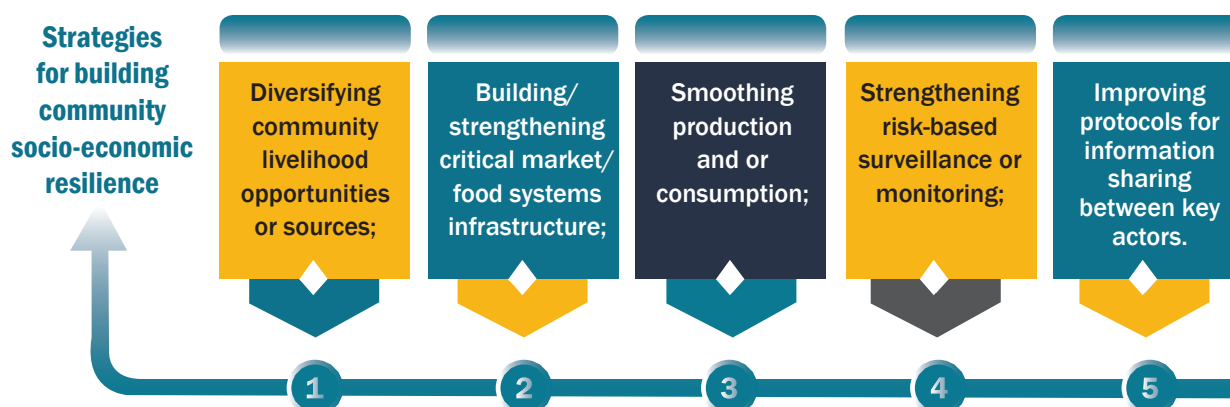 Strategies
for building
community
socio-economic
resilience
Diversifying
community
livelihood
opportunities
or sources;
Building/
strengthening
critical market/
food systems
infrastructure;
Smoothing
production
and or
consumption;
Strengthening
risk-based
surveillance or
monitoring;
Improving
protocols for
information
sharing
between key
actors.
1
2
3
4
5